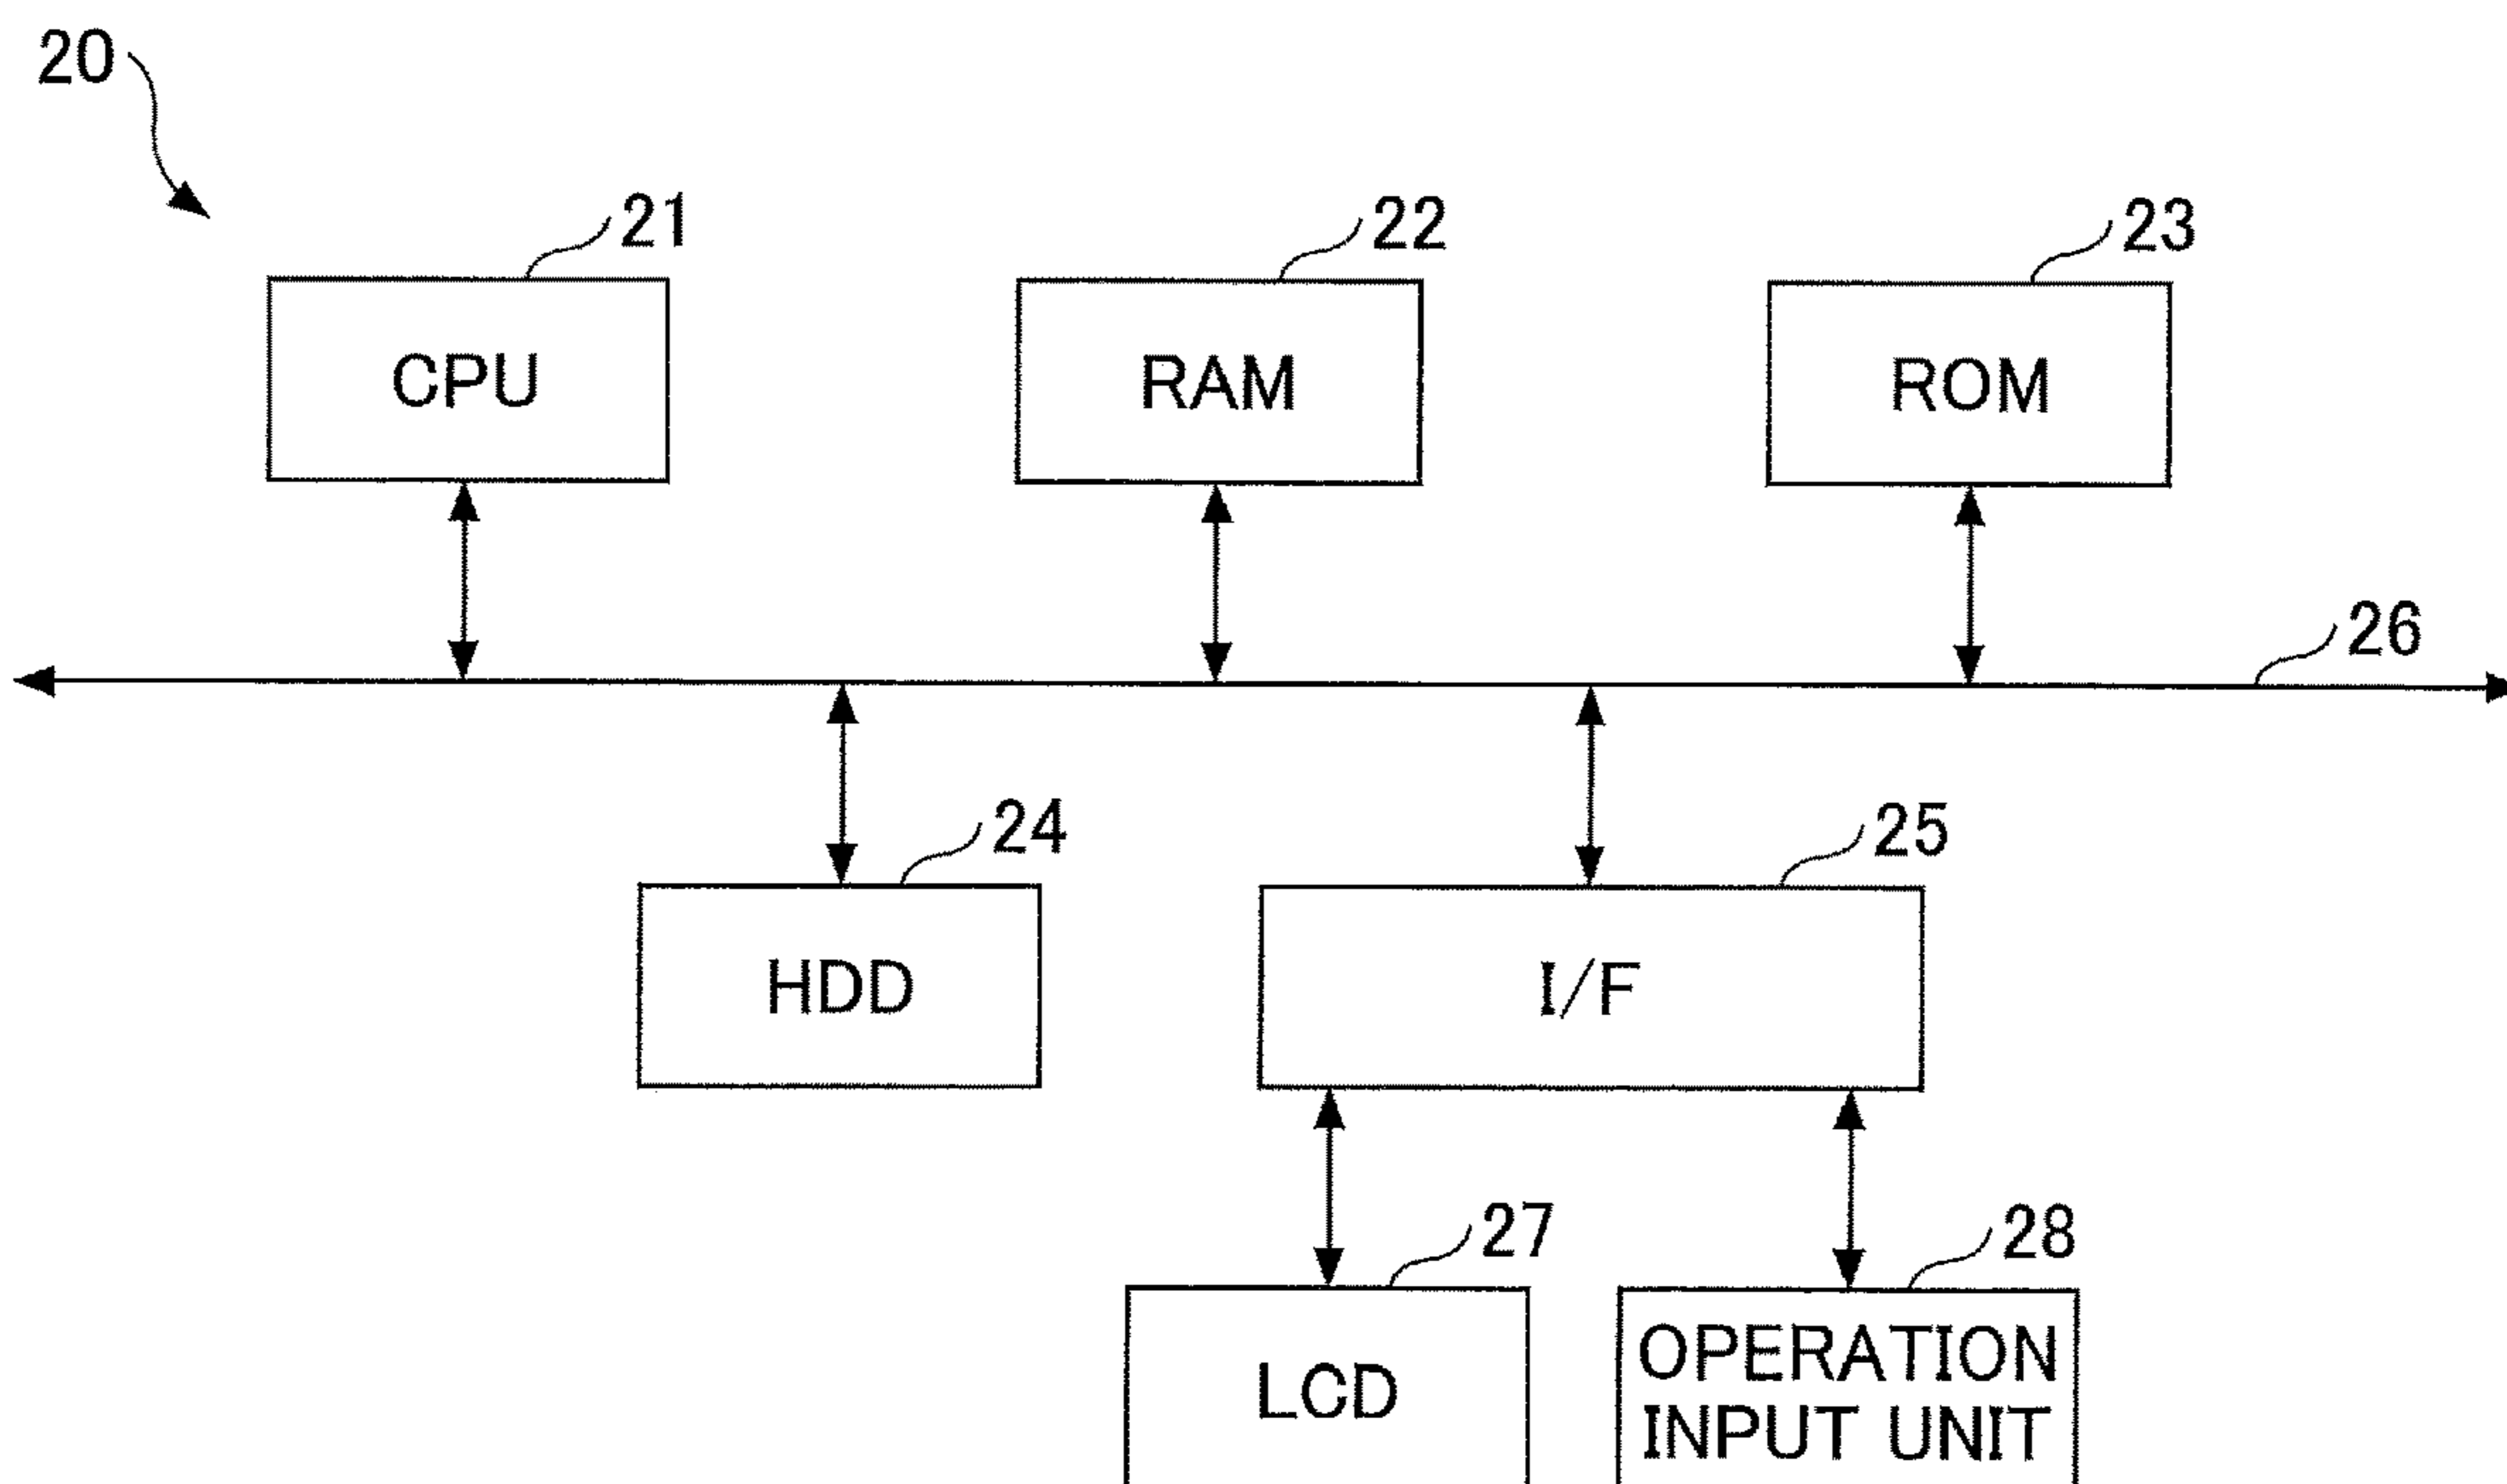 20
21
22
23
CPU
RAM
ROM
26
24
25
HDD
I/F
27
28
LCD
OPERATION
INPUT UNIT